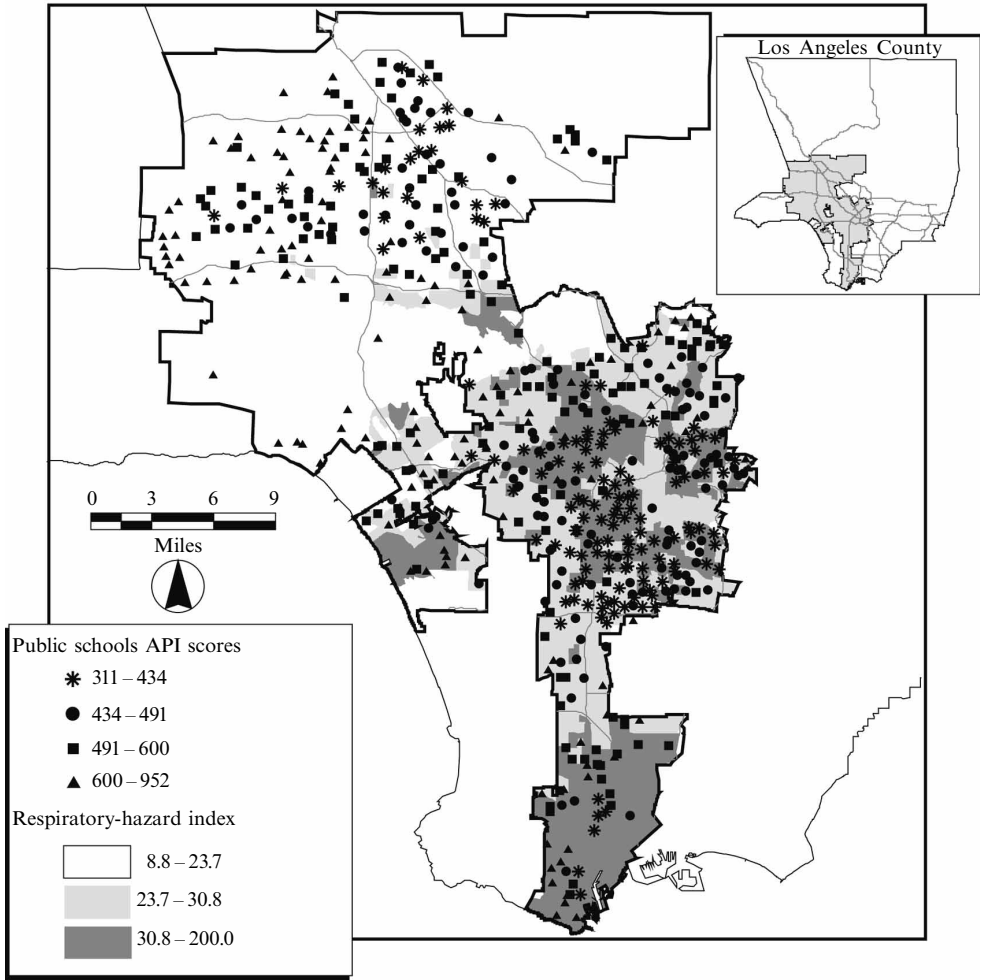 Los Angeles County
0 3 6 9
Miles
Public schools API scores
311 – 434
434 – 491
491 – 600
600 – 952
Respiratory-hazard index
8.8 – 23.7
23.7 – 30.8
30.8 – 200.0